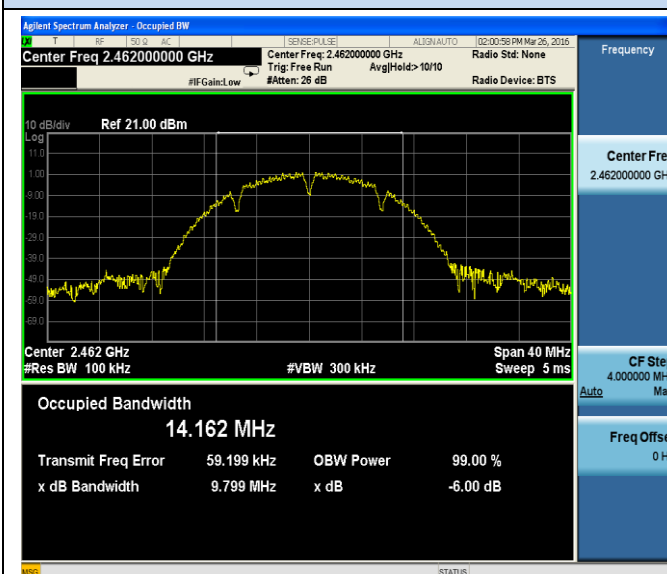 Agilent Spectrum Analyzer - Occupied BW
T RF 50 Ω AC SENSE:PULSE ALIGNAUTO 02:00:58 PM Mar 26, 2016
Center Freq 2.462000000 GHz
Center Freq: 2.462000000 GHz
Radio Std: None
Trig: Free Run Avg|Hold:> 10/10
#IFGain:Low #Atten: 26 dB Radio Device: BTS
10 dB/div Ref 21.00 dBm
Log
11.0
1.00
-9.00
-19.0
-29.0
-39.0
-49.0
-59.0
-69.0
Center 2.462 GHz Span 40 MHz
#Res BW 100 kHz #VBW 300 kHz Sweep 5 ms
Occupied Bandwidth
14.162 MHz
Transmit Freq Error 59.199 kHz OBW Power 99.00 %
x dB Bandwidth 9.799 MHz x dB -6.00 dB
MSG STATUS
Frequency
Center Fre
2.462000000 GH
CF Ste
4.000000 MH
Auto Ma
Freq Offse
0 H